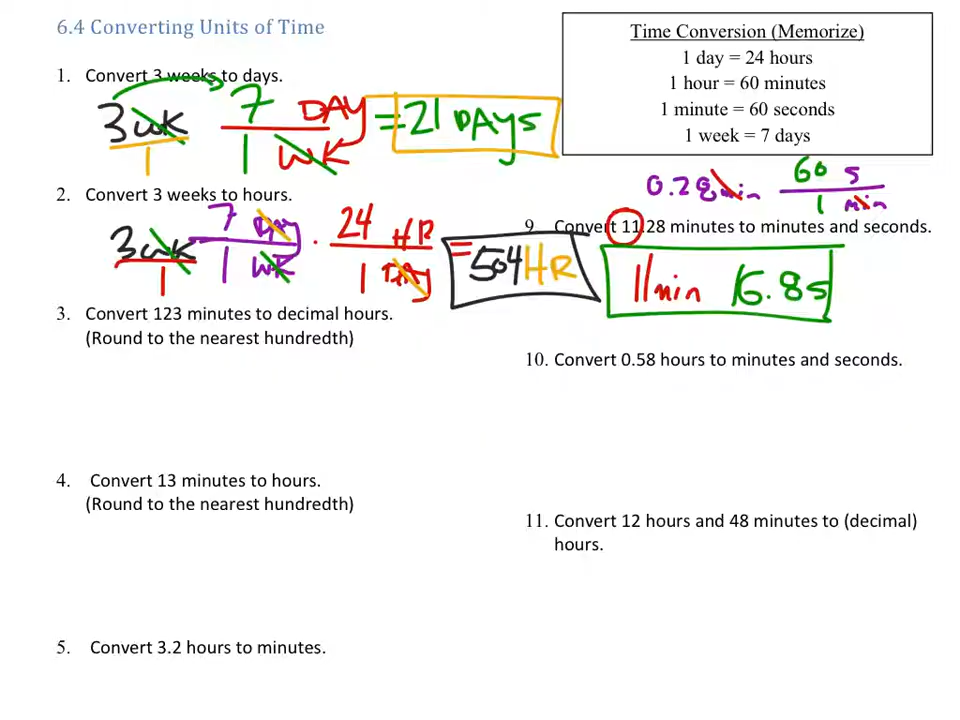 6.4 Converting Units of Time
Time Conversion (Memorize)
1 day = 24 hours
1 hour = 60 minutes
1 minute = 60 seconds
1 week = 7 days
1. Convert 3 weeks to days.
3 wk 7 DAY = 21 DAYS
1 1 WK
2. Convert 3 weeks to hours.
3 wk 7 DAY . 24 HR = 504 HR
1 1 WK 1 DAY
3. Convert 123 minutes to decimal hours.
(Round to the nearest hundredth)
4. Convert 13 minutes to hours.
(Round to the nearest hundredth)
5. Convert 3.2 hours to minutes.
0.28 min 60 s
1 min
9. Convert 11.28 minutes to minutes and seconds.
11 min 16.8 s
10. Convert 0.58 hours to minutes and seconds.
11. Convert 12 hours and 48 minutes to (decimal)
hours.